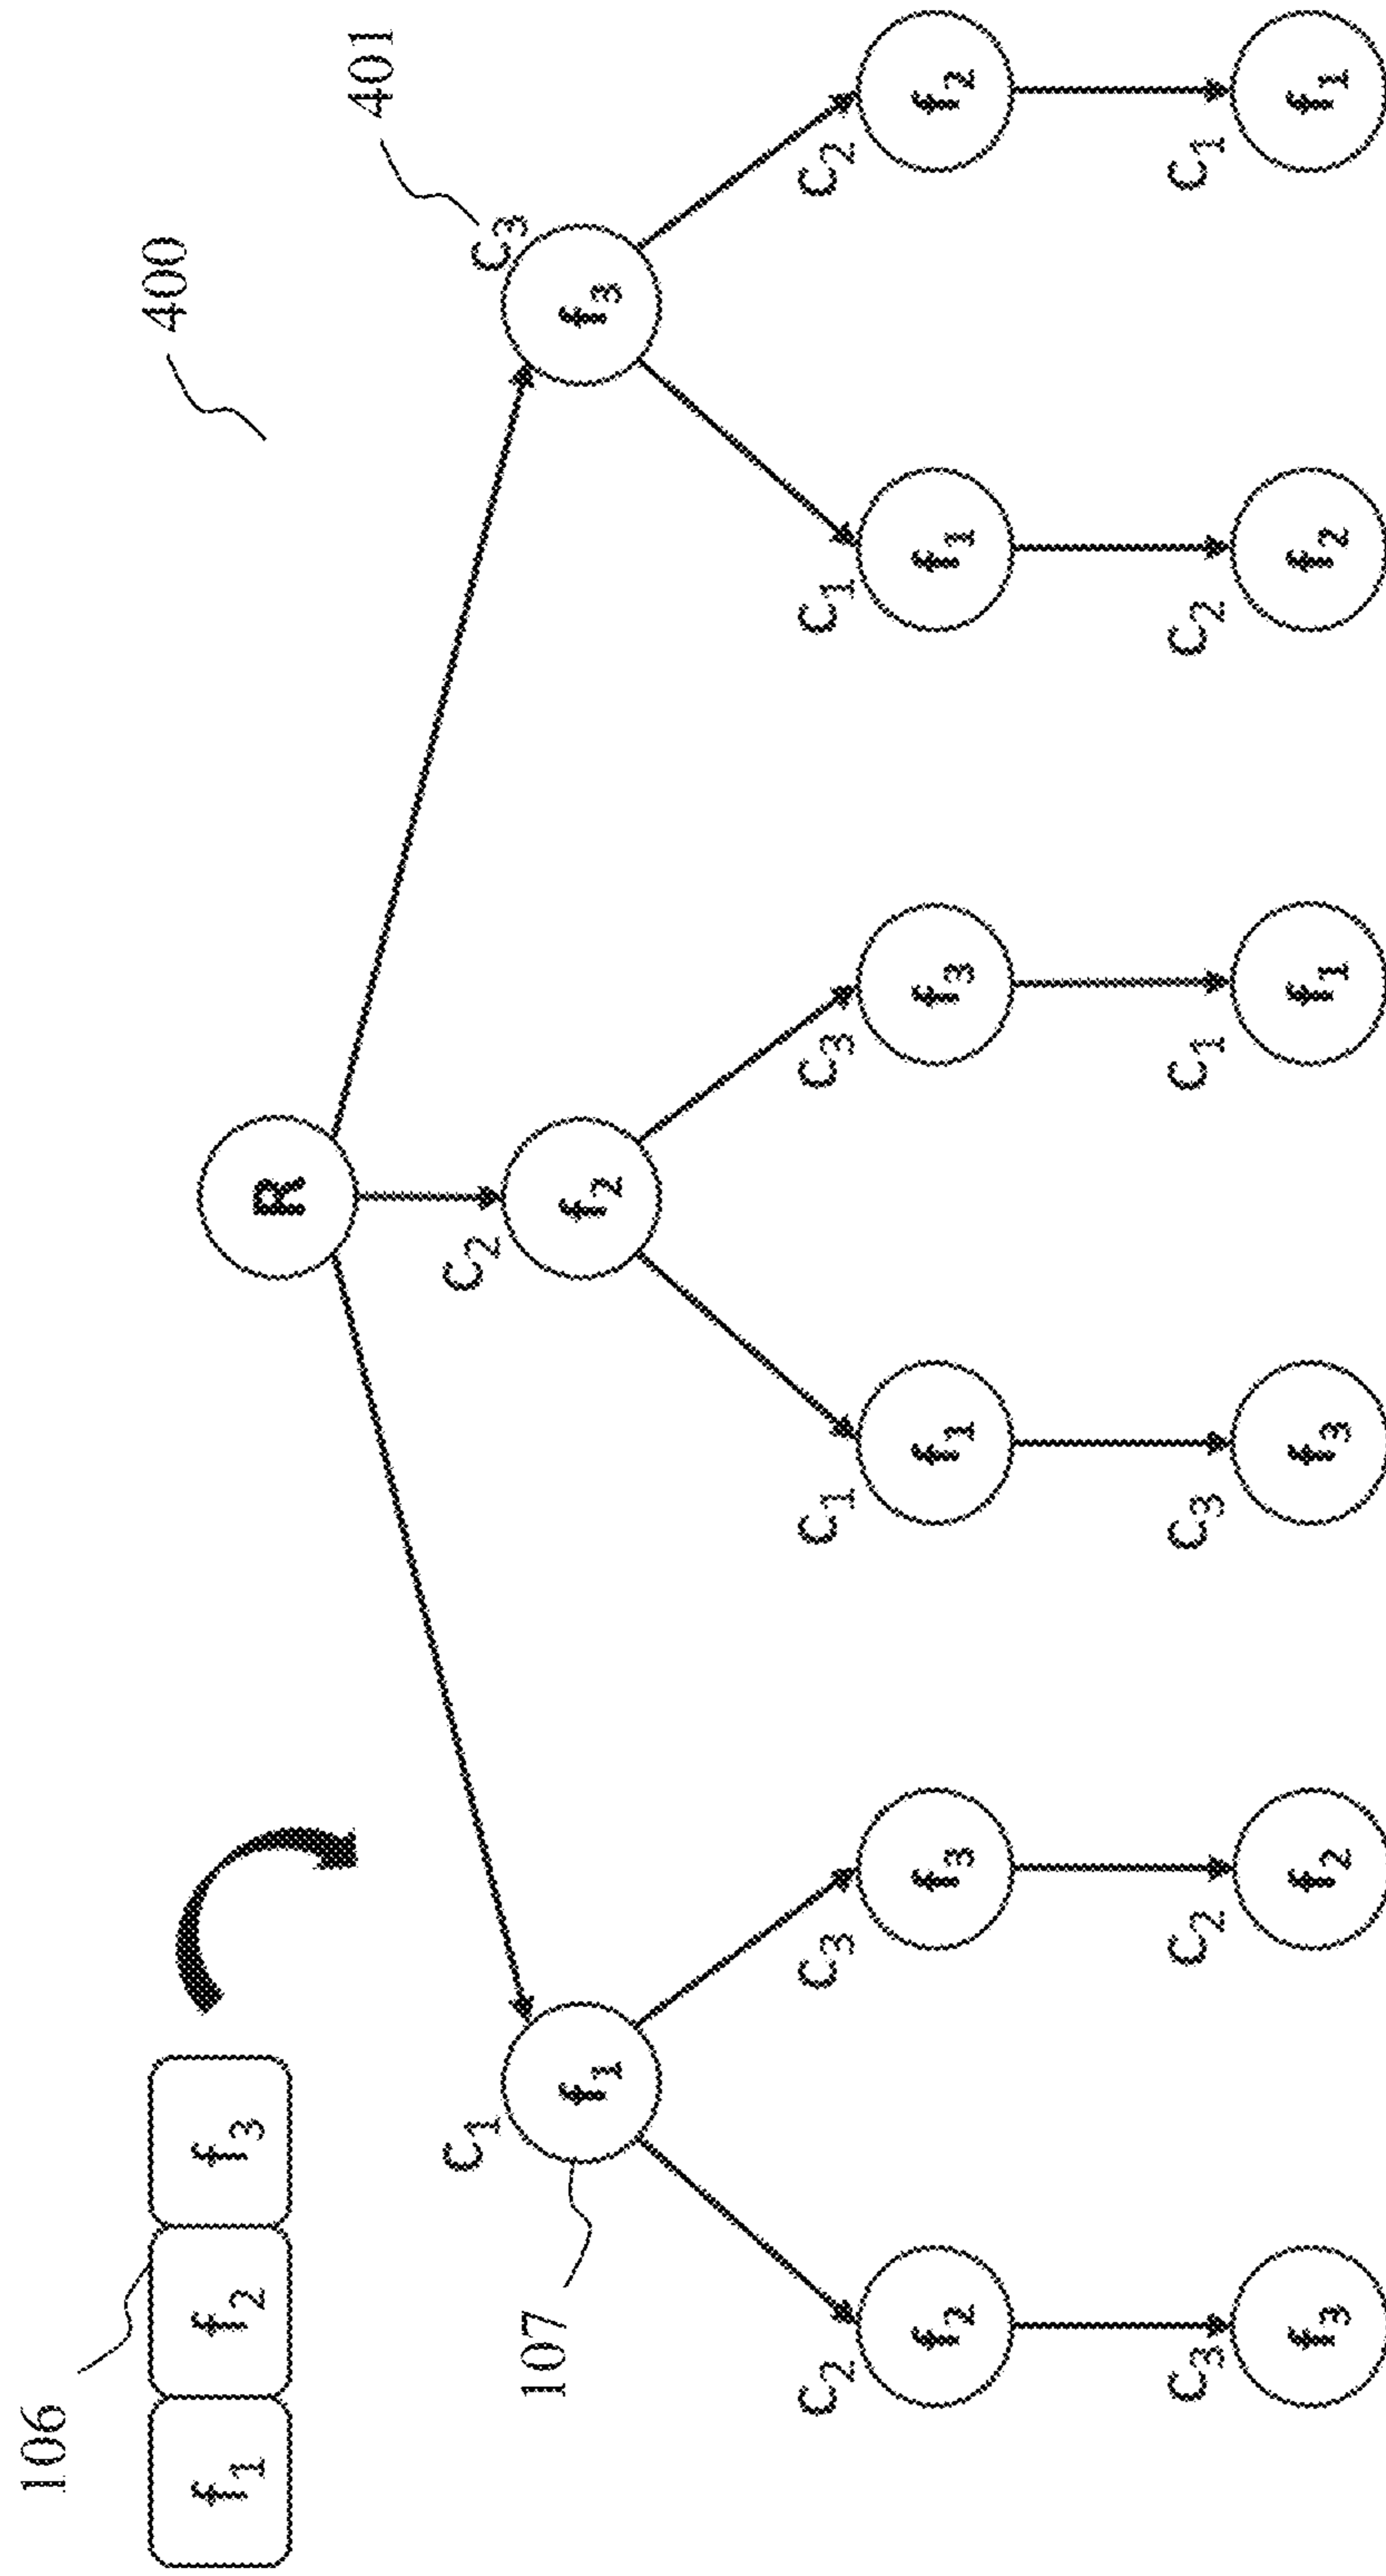 106
400
401
f1 f2 f3
R
107
C1 C2 C3
f1 f2 f3
C2 C3 C1 C3 C1 C2
f2 f3 f1 f3 f1 f2
C3 C2 C3 C1 C2 C1
f3 f2 f3 f1 f2 f1